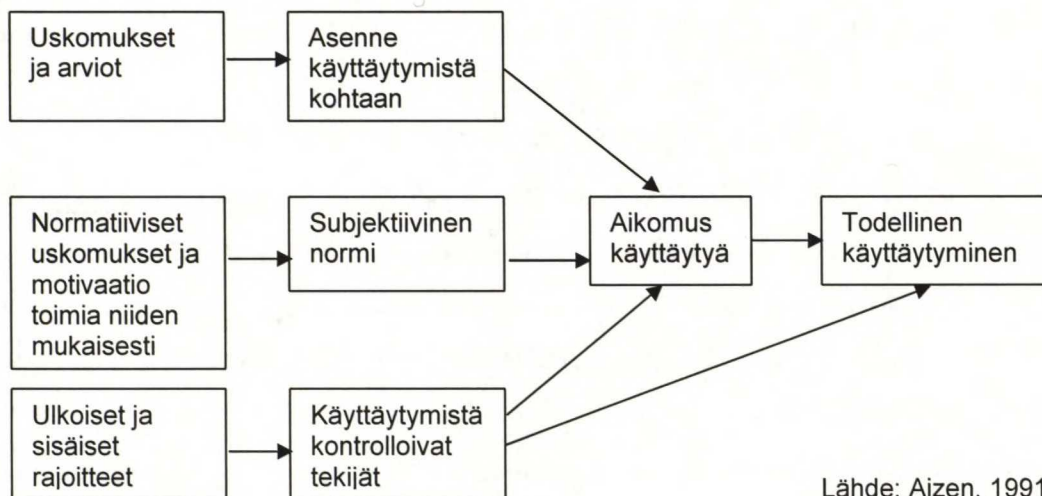 Uskomukset
ja arviot
Asenne
käyttäytymistä
kohtaan
Normatiiviset
uskomukset ja
motivaatio
toimia niiden
mukaisesti
Subjektiivinen
normi
Aikomus
käyttäytyä
Todellinen
käyttäytyminen
Ulkoiset ja
sisäiset
rajoitteet
Käyttäytymistä
kontrolloivat
tekijät
Lähde: Ajzen, 1991